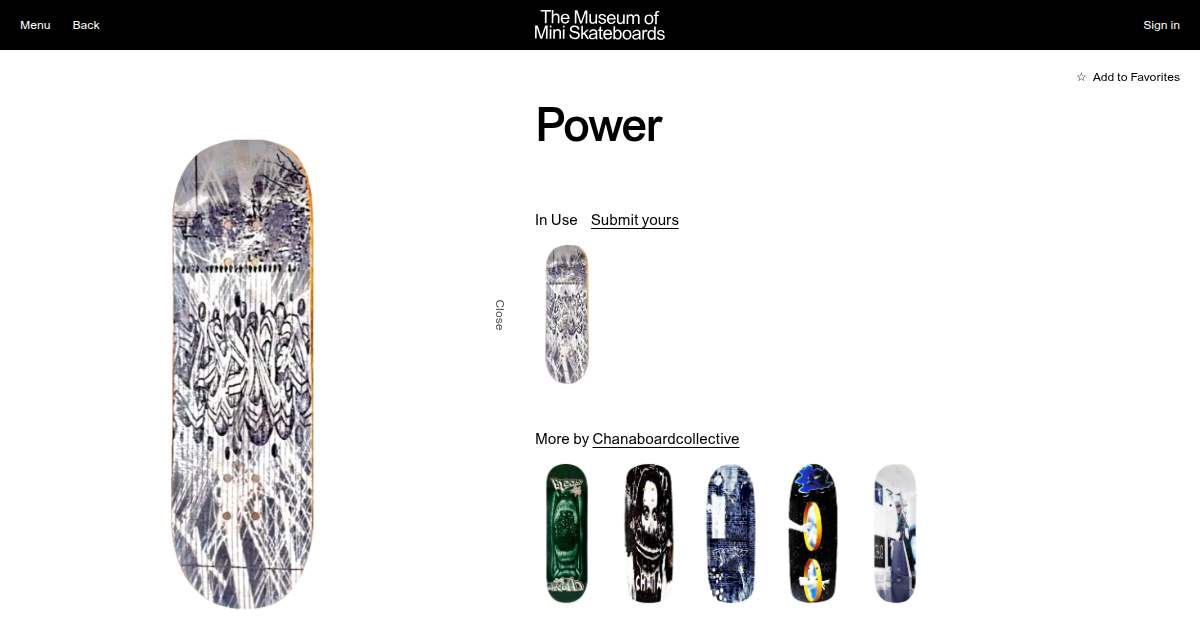 Menu
Back
The Museum of
Mini Skateboards
Sign in
☆ Add to Favorites
Power
In Use Submit yours
Close
More by Chanaboardcollective
CHANA